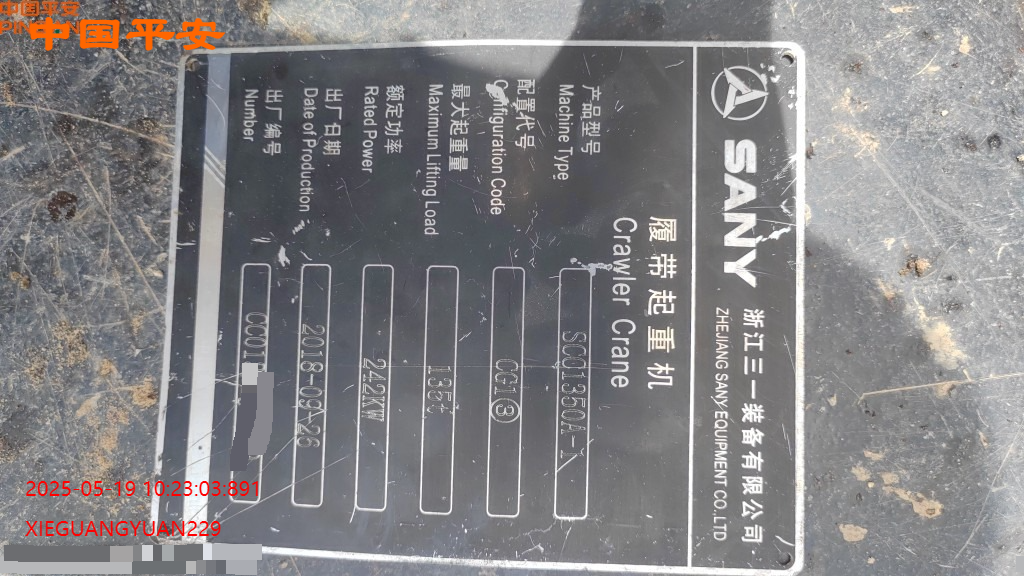 中国平安
中国平安
SANY
浙江三一装备有限公司
ZHEJIANG SANY EQUIPMENT CO.,LTD
履带起重机
Crawler Crane
产品型号
Machine Type
SCC1350A-1
配置代号
Configuration Code
CG1③
最大起重量
Maximum Lifting Load
135t
额定功率
Rated Power
242KW
出厂日期
Date of Production
2018-09-26
出厂编号
Number
2025-05-19 10:23:03:891
XIEGUANGYUAN229